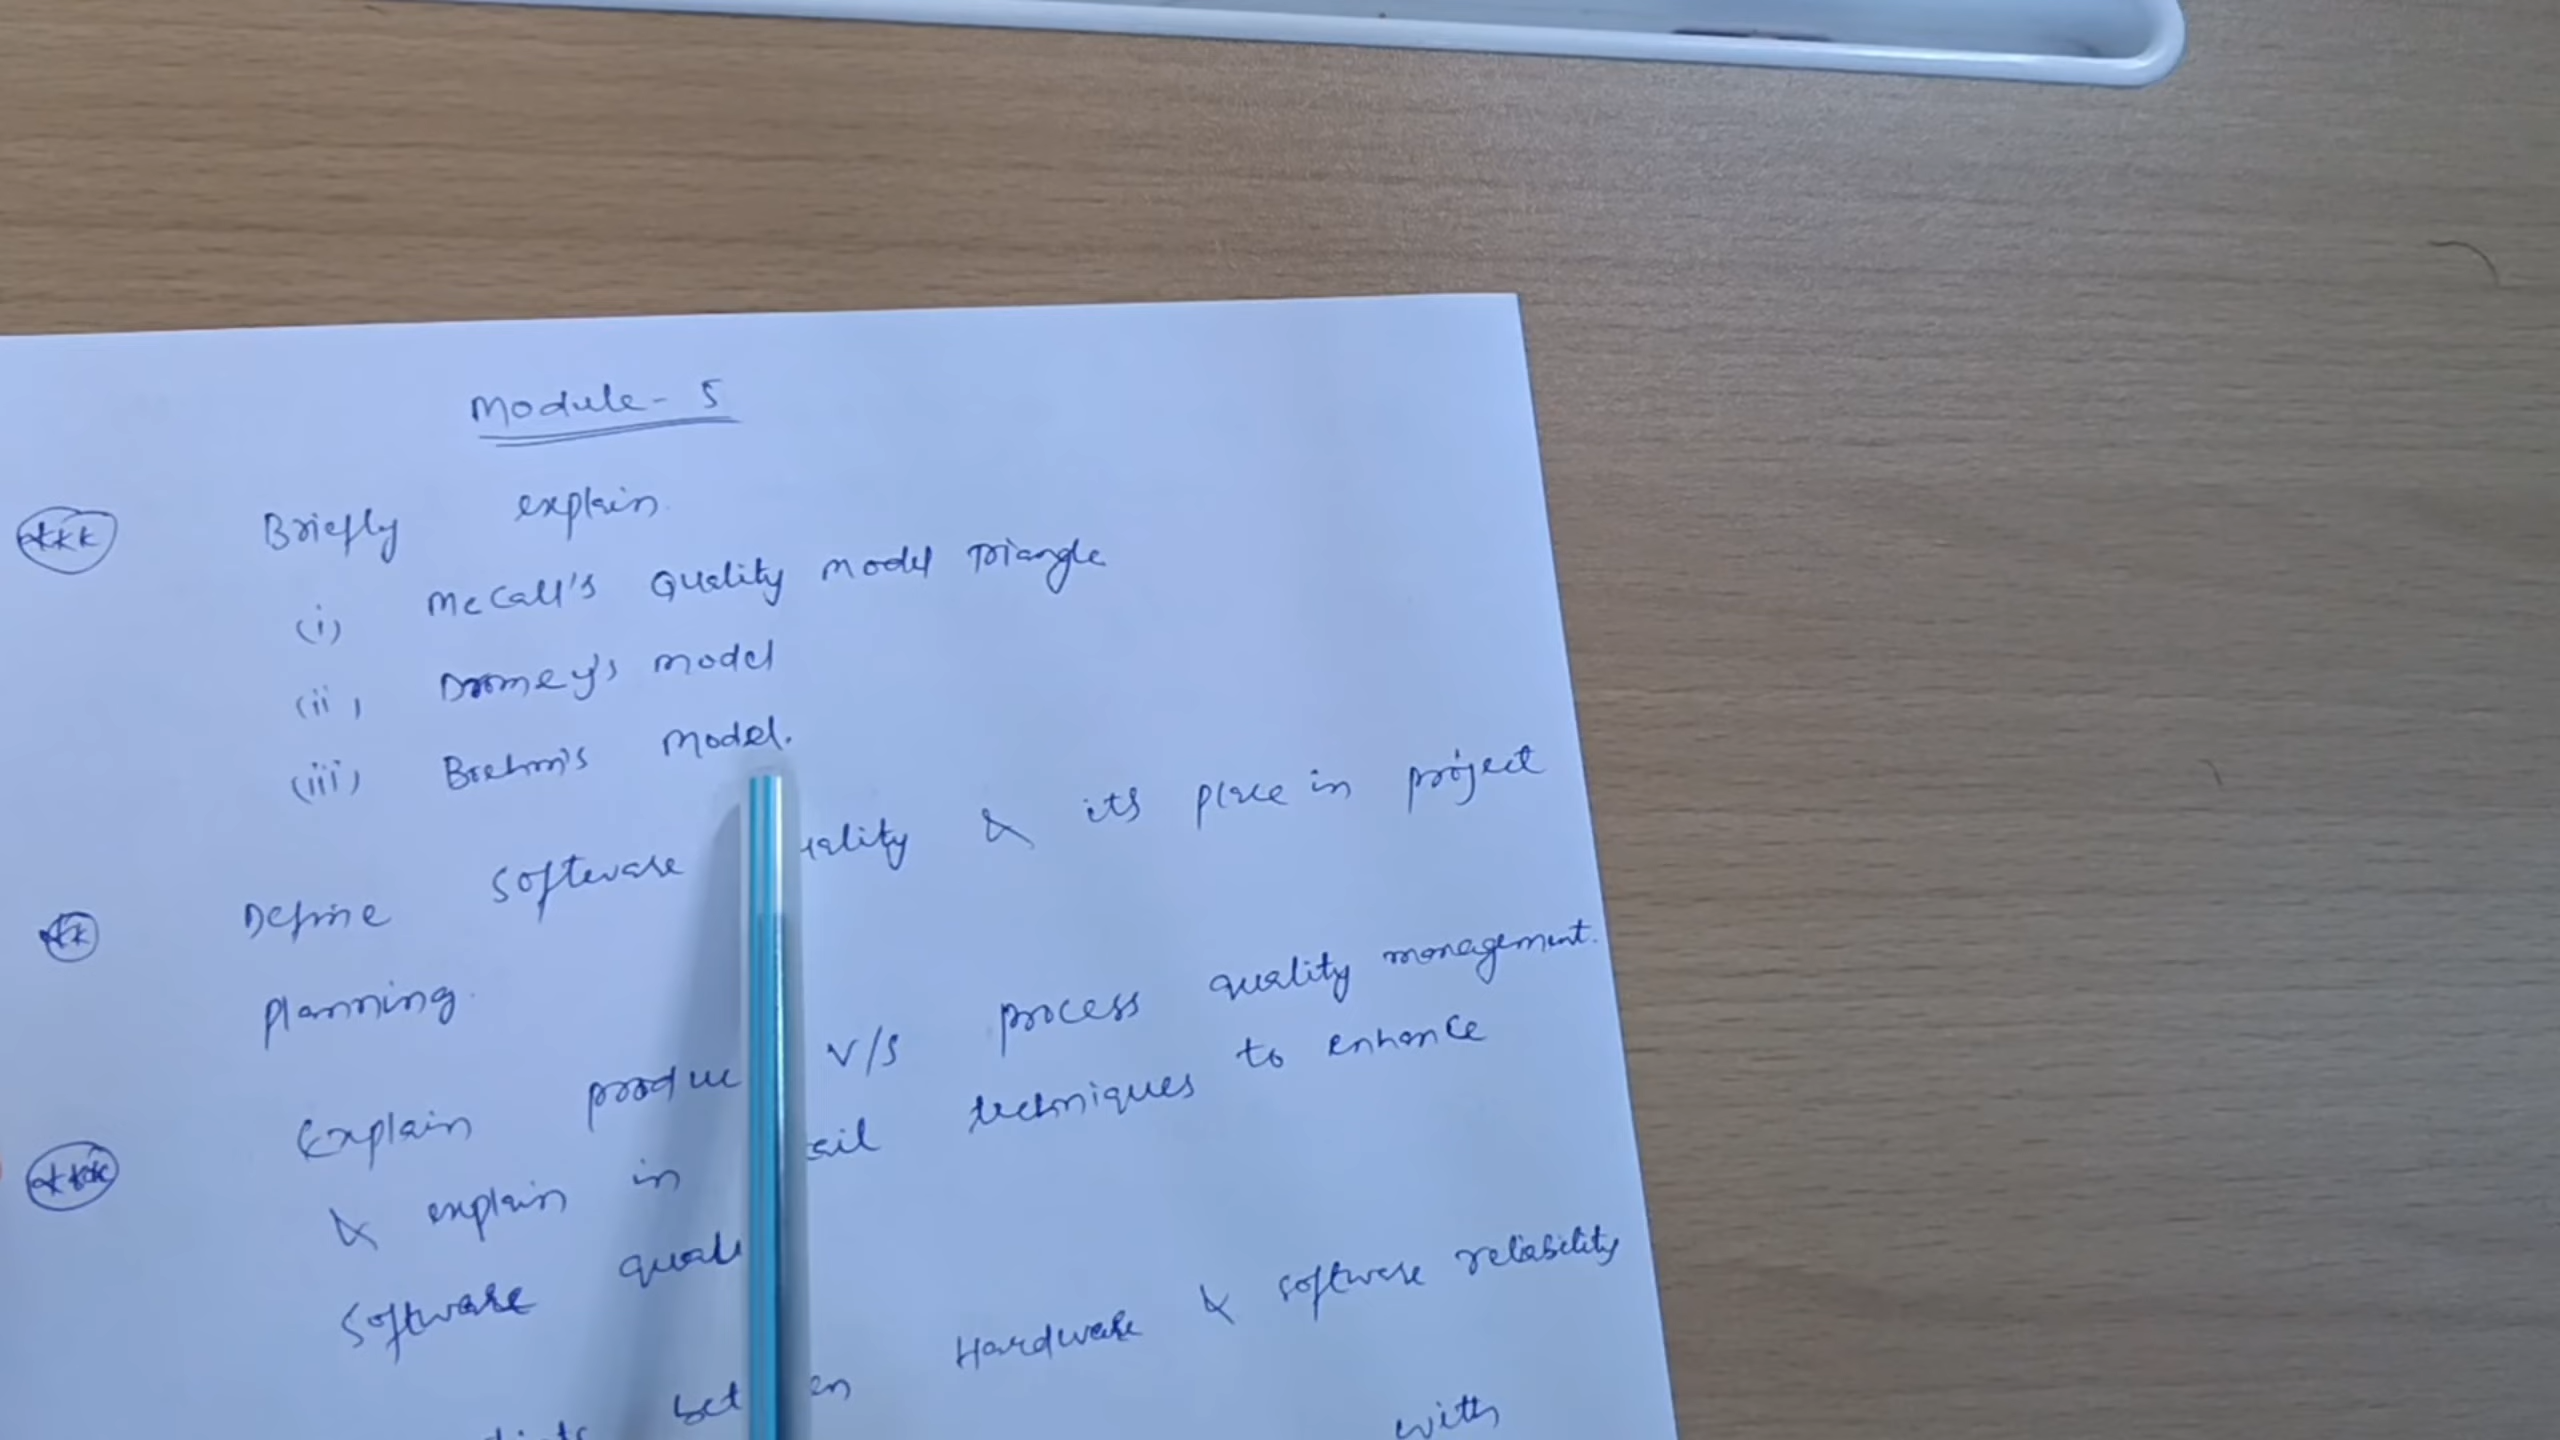 Module - 5
*** Briefly explain
(i) McCall's Quality Model Triangle
(ii) Dromey's model
(iii) Brehm's Model.
** Define software & its place in project
planning.
*** Explain v/s process quality management.
& explain in techniques to enhance
software
Hardware & software reliability
with